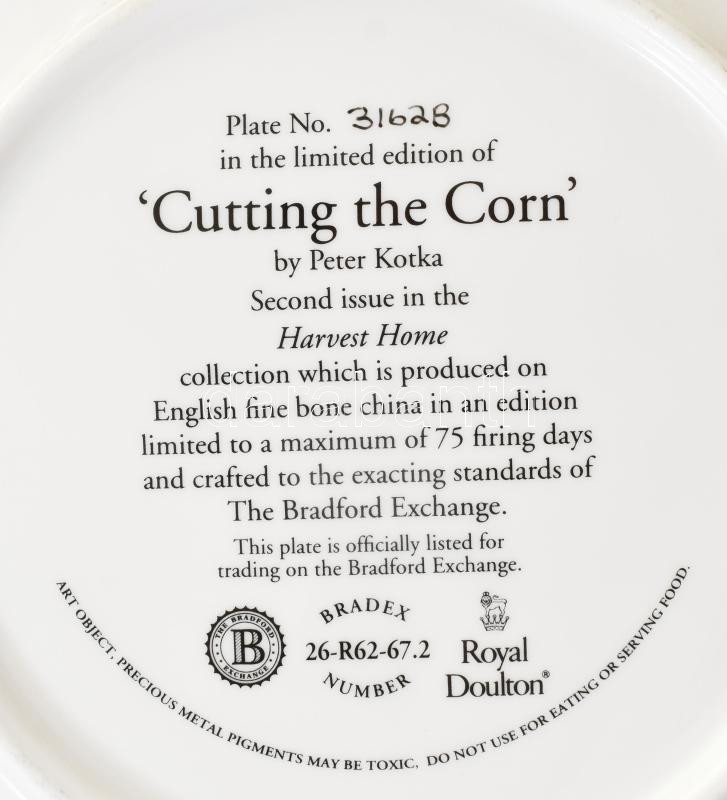 Plate No. 3162B
in the limited edition of
‘Cutting the Corn’
by Peter Kotka
Second issue in the
Harvest Home
collection which is produced on
English fine bone china in an edition
limited to a maximum of 75 firing days
and crafted to the exacting standards of
The Bradford Exchange.
This plate is officially listed for
trading on the Bradford Exchange.
THE BRADFORD
B
EXCHANGE
BRADEX
26-R62-67.2
NUMBER
Royal
Doulton®
ART OBJECT, PRECIOUS METAL PIGMENTS MAY BE TOXIC, DO NOT USE FOR EATING OR SERVING FOOD.
darabanth